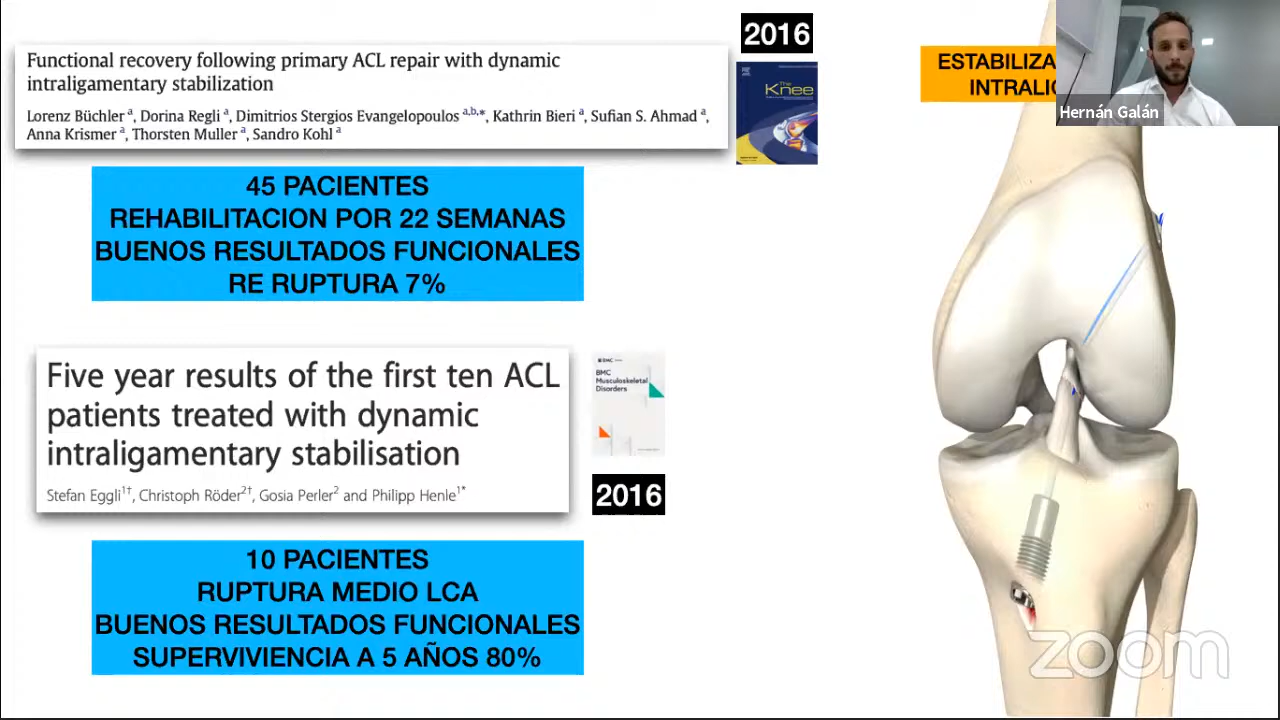 2016
Functional recovery following primary ACL repair with dynamic
intraligamentary stabilization
Lorenz Büchler a, Dorina Regli a, Dimitrios Stergios Evangelopoulos a,b,*, Kathrin Bieri a, Sufian S. Ahmad a,
Anna Krismer a, Thorsten Muller a, Sandro Kohl a
The
Knee
ESTABILIZA
INTRALIG
Hernán Galán
45 PACIENTES
REHABILITACION POR 22 SEMANAS
BUENOS RESULTADOS FUNCIONALES
RE RUPTURA 7%
Five year results of the first ten ACL
patients treated with dynamic
intraligamentary stabilisation
Stefan Eggli1†, Christoph Röder2†, Gosia Perler2 and Philipp Henle1*
BMC
BMC
Musculoskeletal
Disorders
2016
10 PACIENTES
RUPTURA MEDIO LCA
BUENOS RESULTADOS FUNCIONALES
SUPERVIVIENCIA A 5 AÑOS 80%
zoom